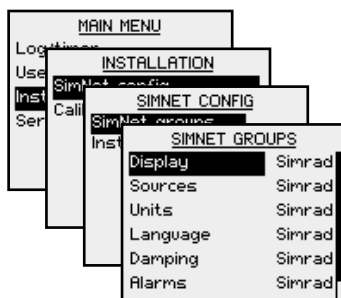 MAIN MENU
Use
Inst
Ser
INSTALLATION
SimNet config
Cali
SIMNET CONFIG
SimNet groups
Inst
SIMNET GROUPS
Display Simrad
Sources Simrad
Units Simrad
Language Simrad
Damping Simrad
Alarms Simrad